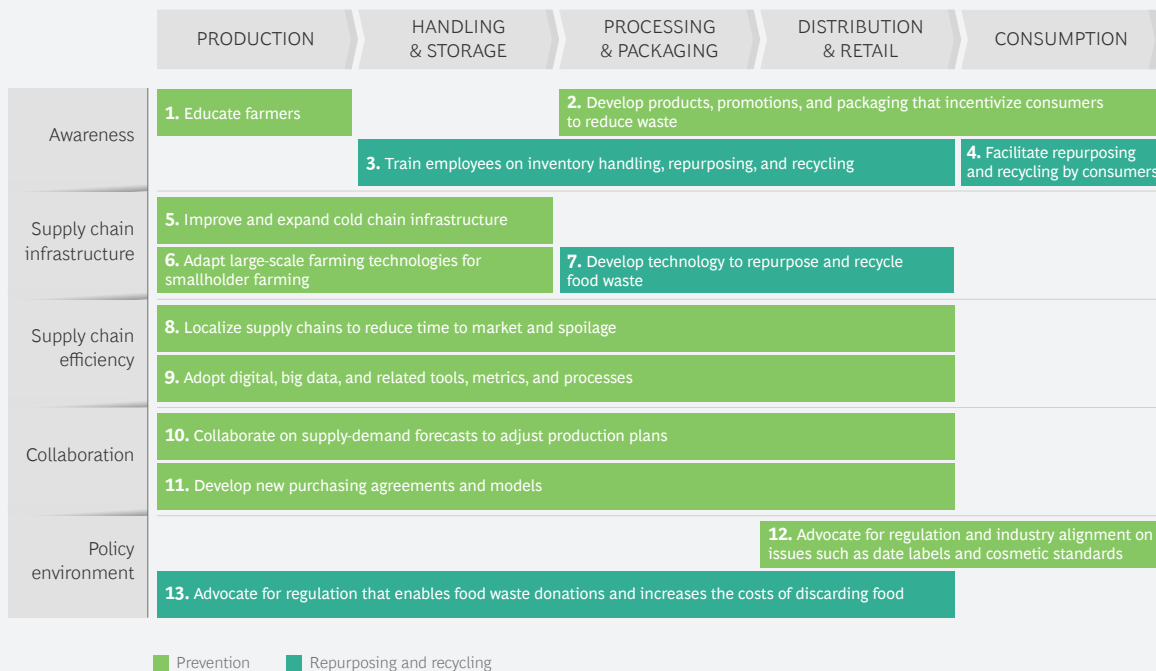 PRODUCTION
HANDLING
& STORAGE
PROCESSING
& PACKAGING
DISTRIBUTION
& RETAIL
CONSUMPTION
Awareness
1. Educate farmers
2. Develop products, promotions, and packaging that incentivize consumers
to reduce waste
3. Train employees on inventory handling, repurposing, and recycling
4. Facilitate repurposing
and recycling by consumers
Supply chain
infrastructure
5. Improve and expand cold chain infrastructure
6. Adapt large-scale farming technologies for
smallholder farming
7. Develop technology to repurpose and recycle
food waste
Supply chain
efficiency
8. Localize supply chains to reduce time to market and spoilage
9. Adopt digital, big data, and related tools, metrics, and processes
Collaboration
10. Collaborate on supply-demand forecasts to adjust production plans
11. Develop new purchasing agreements and models
Policy
environment
12. Advocate for regulation and industry alignment on
issues such as date labels and cosmetic standards
13. Advocate for regulation that enables food waste donations and increases the costs of discarding food
Prevention
Repurposing and recycling